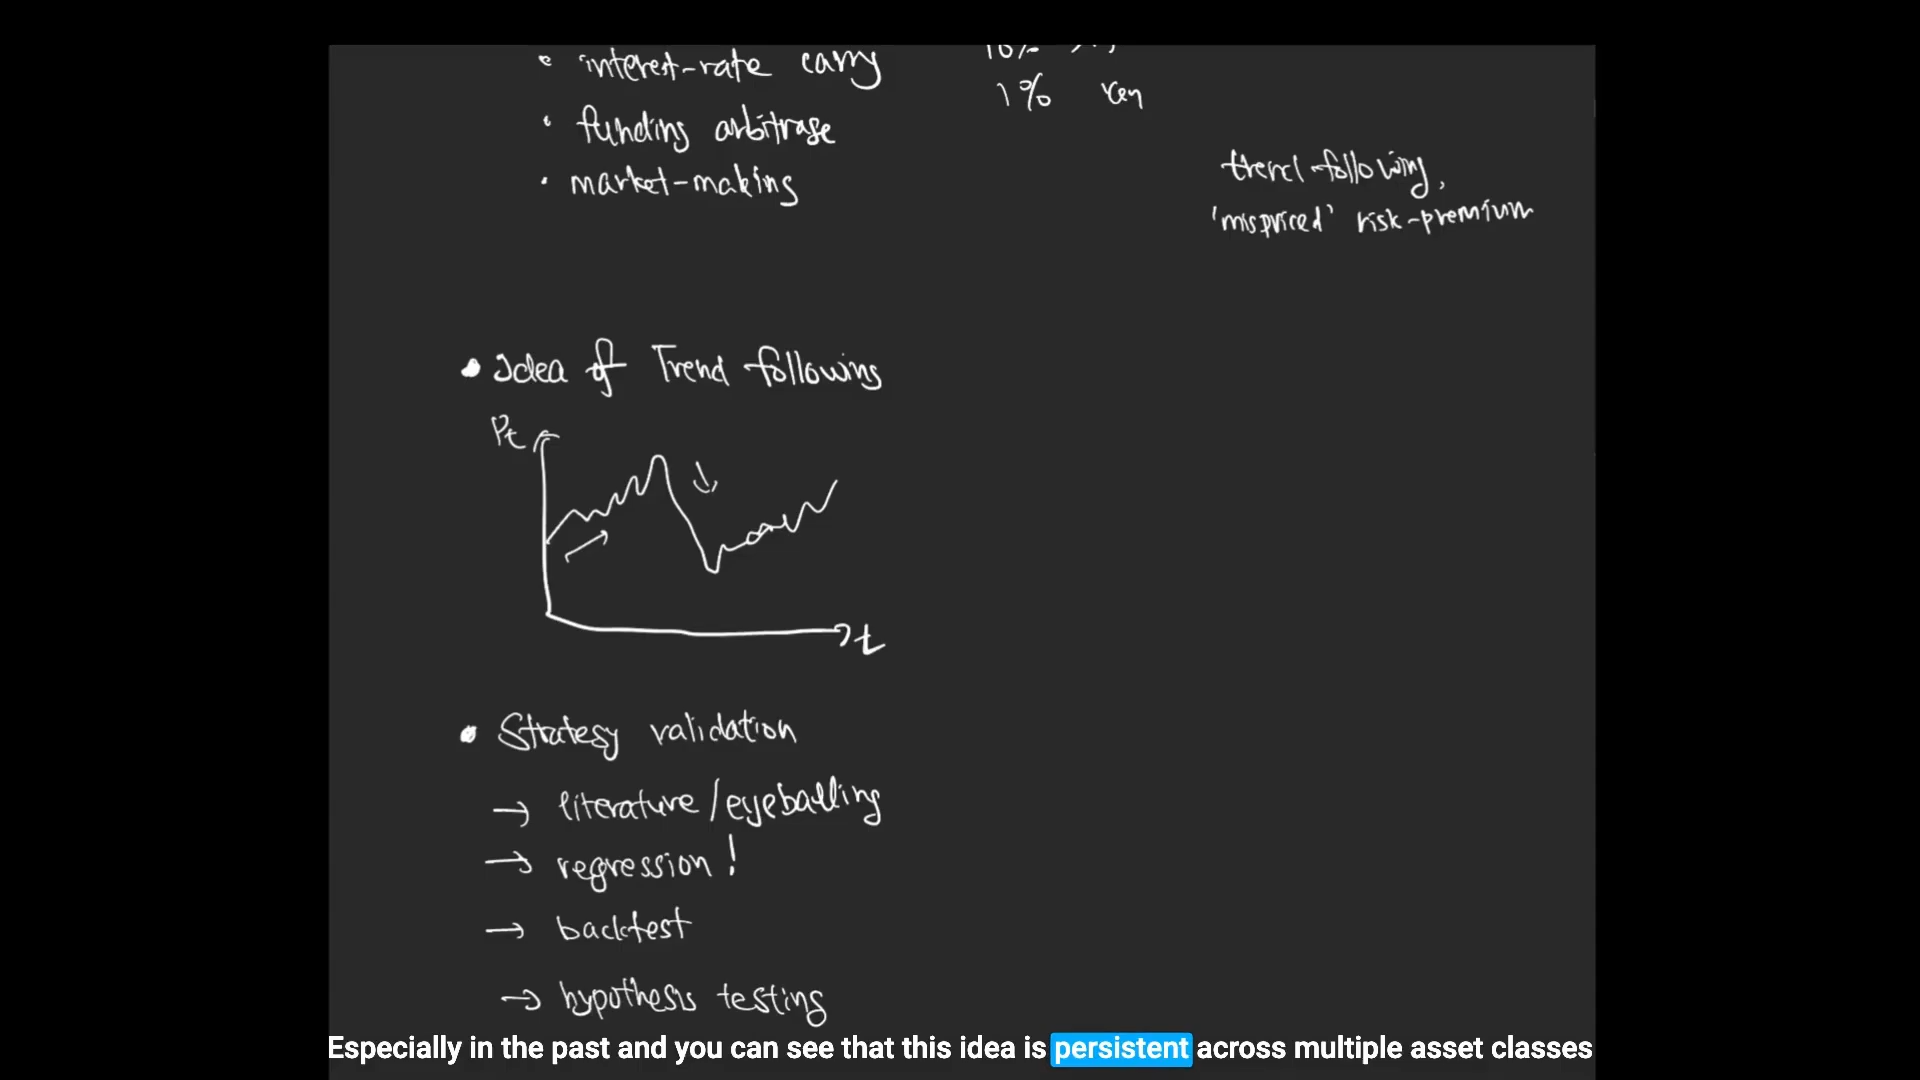 • interest-rate carry
10%
1% Yen
• funding arbitrage
• market-making
trend-following,
'mispriced' risk-premium
• Idea of Trend following
Pt
t
• Strategy validation
→ literature/eyeballing
→ regression!
→ backtest
→ hypothesis testing
Especially in the past and you can see that this idea is persistent across multiple asset classes